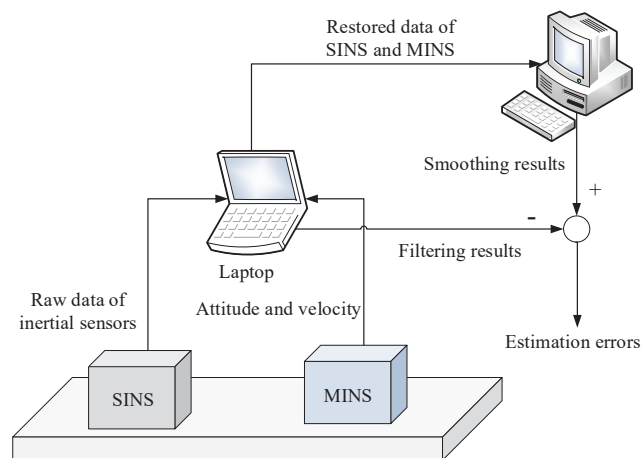 Restored data of
SINS and MINS
Smoothing results
+
-
Laptop
Filtering results
Raw data of
inertial sensors
Attitude and velocity
Estimation errors
SINS
MINS